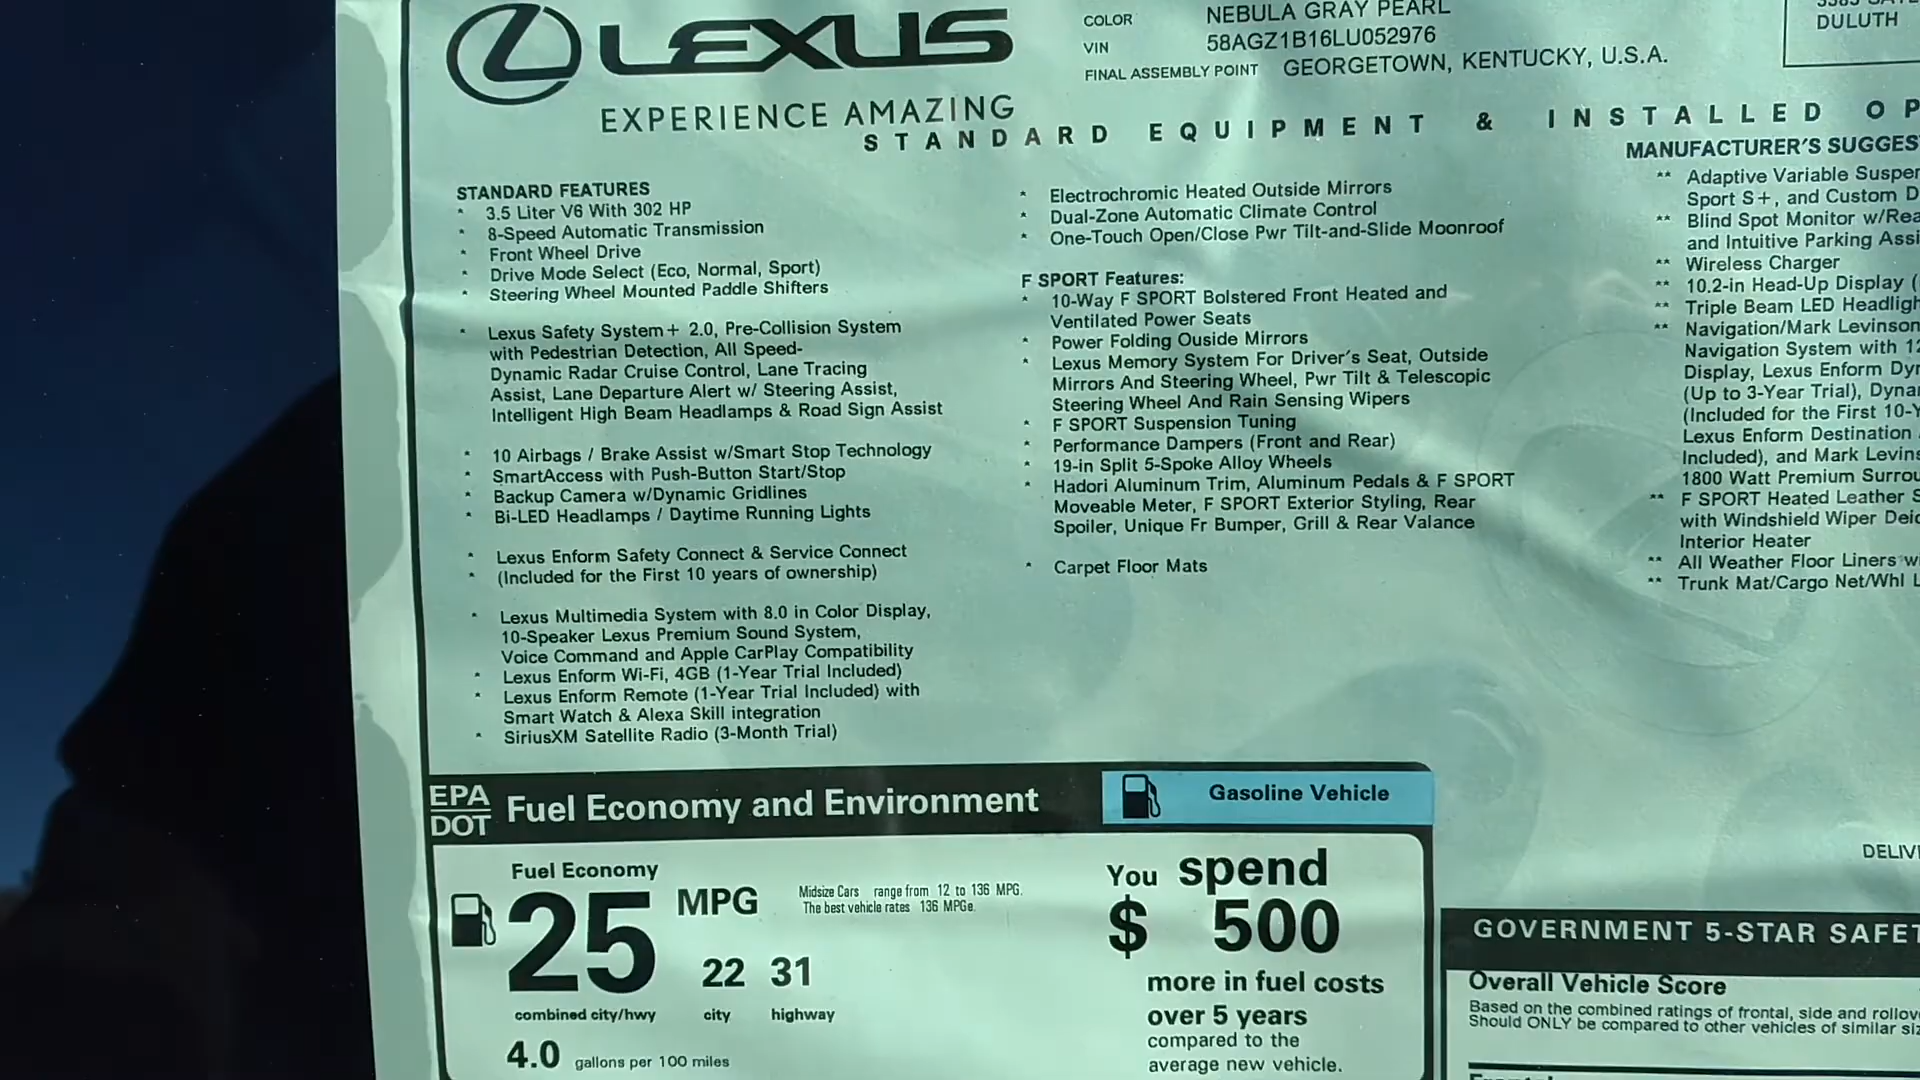 LEXUS
EXPERIENCE AMAZING
COLOR NEBULA GRAY PEARL
VIN 58AGZ1B16LU052976
FINAL ASSEMBLY POINT GEORGETOWN, KENTUCKY, U.S.A.
DULUTH
STANDARD EQUIPMENT & INSTALLED OP
STANDARD FEATURES
* 3.5 Liter V6 With 302 HP
* 8-Speed Automatic Transmission
* Front Wheel Drive
* Drive Mode Select (Eco, Normal, Sport)
* Steering Wheel Mounted Paddle Shifters
* Lexus Safety System+ 2.0, Pre-Collision System
with Pedestrian Detection, All Speed-
Dynamic Radar Cruise Control, Lane Tracing
Assist, Lane Departure Alert w/ Steering Assist,
Intelligent High Beam Headlamps & Road Sign Assist
* 10 Airbags / Brake Assist w/Smart Stop Technology
* SmartAccess with Push-Button Start/Stop
* Backup Camera w/Dynamic Gridlines
* Bi-LED Headlamps / Daytime Running Lights
* Lexus Enform Safety Connect & Service Connect
* (Included for the First 10 years of ownership)
* Lexus Multimedia System with 8.0 in Color Display,
10-Speaker Lexus Premium Sound System,
Voice Command and Apple CarPlay Compatibility
* Lexus Enform Wi-Fi, 4GB (1-Year Trial Included)
* Lexus Enform Remote (1-Year Trial Included) with
Smart Watch & Alexa Skill integration
* SiriusXM Satellite Radio (3-Month Trial)
* Electrochromic Heated Outside Mirrors
* Dual-Zone Automatic Climate Control
* One-Touch Open/Close Pwr Tilt-and-Slide Moonroof
F SPORT Features:
* 10-Way F SPORT Bolstered Front Heated and
Ventilated Power Seats
* Power Folding Ouside Mirrors
* Lexus Memory System For Driver's Seat, Outside
Mirrors And Steering Wheel, Pwr Tilt & Telescopic
Steering Wheel And Rain Sensing Wipers
* F SPORT Suspension Tuning
* Performance Dampers (Front and Rear)
* 19-in Split 5-Spoke Alloy Wheels
* Hadori Aluminum Trim, Aluminum Pedals & F SPORT
Moveable Meter, F SPORT Exterior Styling, Rear
Spoiler, Unique Fr Bumper, Grill & Rear Valance
* Carpet Floor Mats
MANUFACTURER'S SUGGES
** Adaptive Variable Suspen
Sport S+, and Custom D
** Blind Spot Monitor w/Rea
and Intuitive Parking Assi
** Wireless Charger
** 10.2-in Head-Up Display (
** Triple Beam LED Headligh
** Navigation/Mark Levinson
Navigation System with 12
Display, Lexus Enform Dyn
(Up to 3-Year Trial), Dynam
(Included for the First 10-Y
Lexus Enform Destination
Included), and Mark Levins
1800 Watt Premium Surrou
** F SPORT Heated Leather S
with Windshield Wiper Deic
Interior Heater
** All Weather Floor Liners w
** Trunk Mat/Cargo Net/Whl L
DELIV
EPA
DOT
Fuel Economy and Environment
Gasoline Vehicle
Fuel Economy
25 MPG
Midsize Cars range from 12 to 136 MPG.
The best vehicle rates 136 MPGe.
22 31
combined city/hwy city highway
4.0 gallons per 100 miles
You spend
$ 500
more in fuel costs
over 5 years
compared to the
average new vehicle.
GOVERNMENT 5-STAR SAFET
Overall Vehicle Score
Based on the combined ratings of frontal, side and rollov
Should ONLY be compared to other vehicles of similar siz